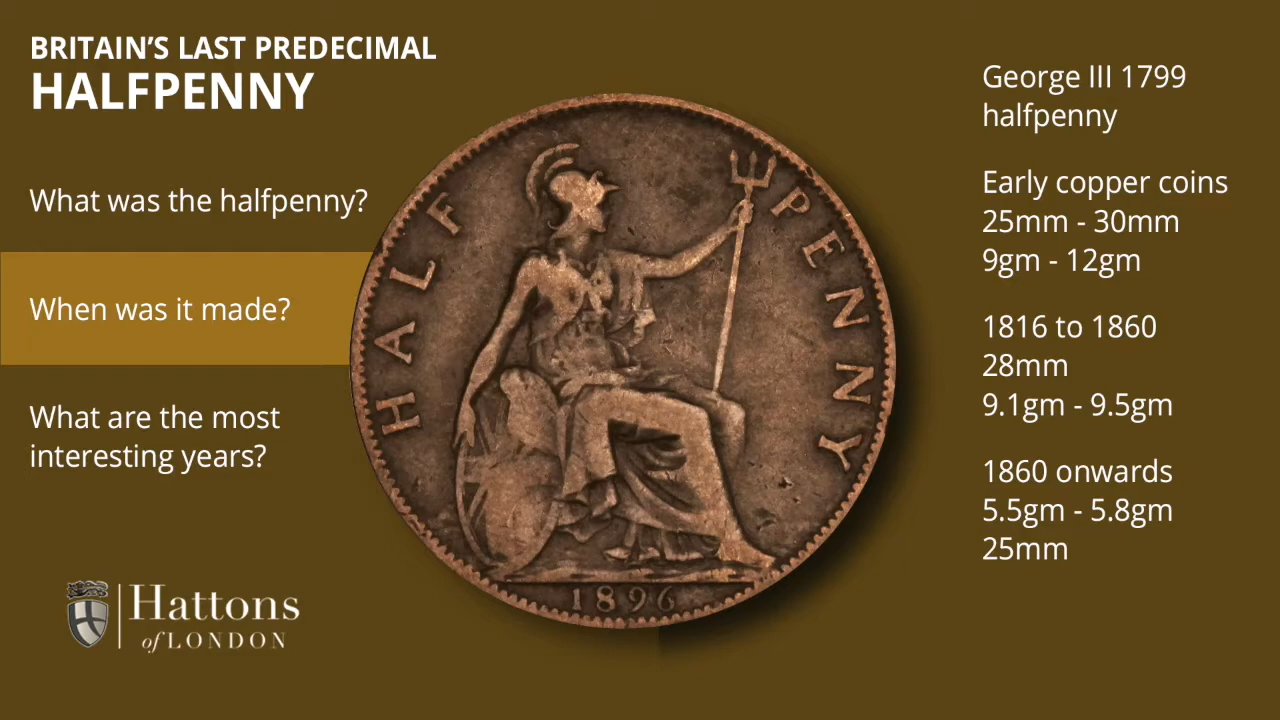 BRITAIN'S LAST PREDECIMAL
HALFPENNY
What was the halfpenny?
When was it made?
What are the most
interesting years?
Hattons
of LONDON
HALF PENNY
1896
George III 1799
halfpenny
Early copper coins
25mm - 30mm
9gm - 12gm
1816 to 1860
28mm
9.1gm - 9.5gm
1860 onwards
5.5gm - 5.8gm
25mm